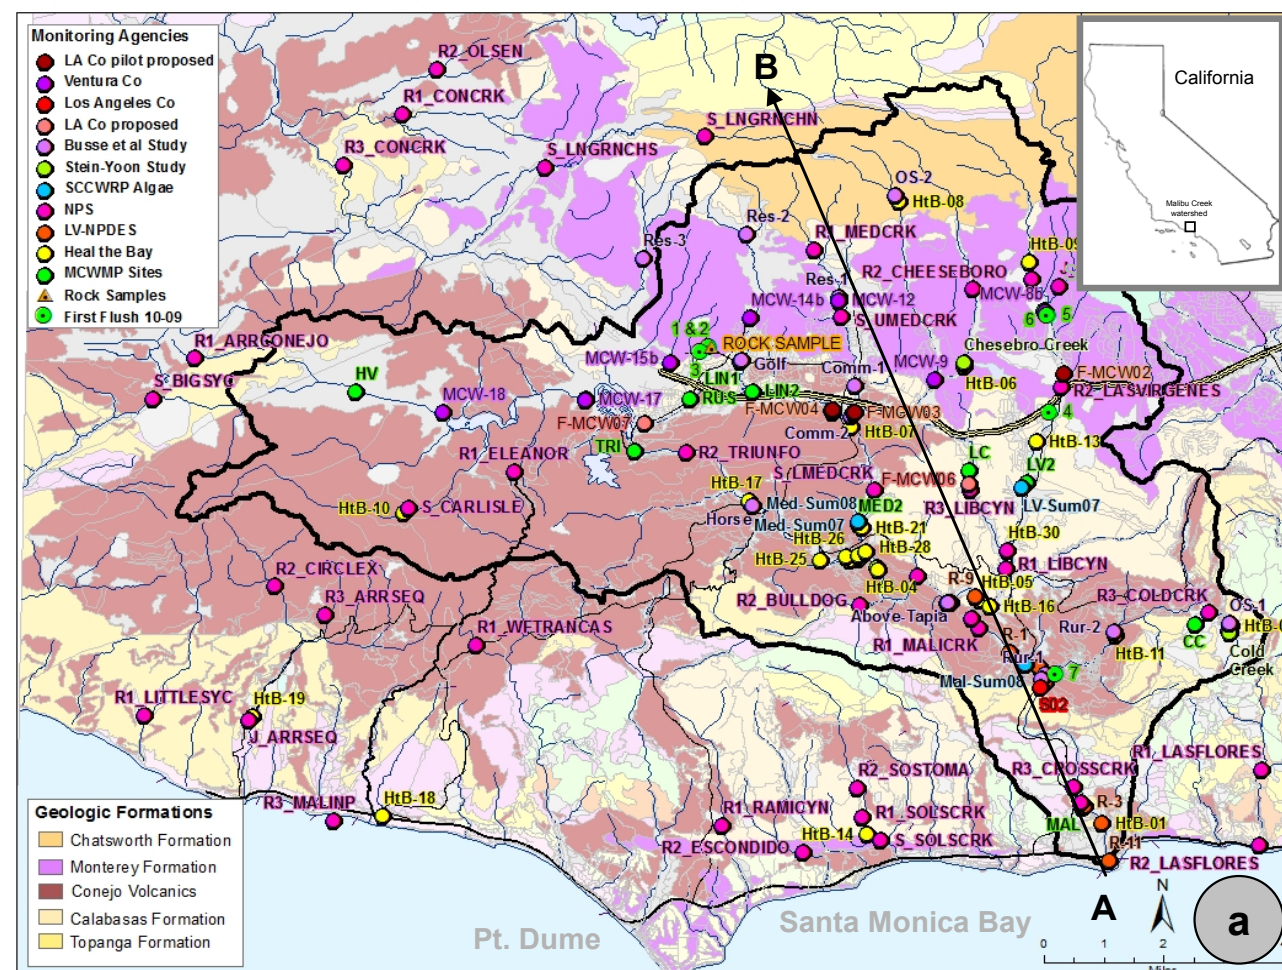 Monitoring Agencies
LA Co pilot proposed
Ventura Co
Los Angeles Co
LA Co proposed
Busse et al Study
Stein-Yoon Study
SCCWRP Algae
NPS
LV-NPDES
Heal the Bay
MCWMP Sites
Rock Samples
First Flush 10-09
California
Malibu Creek
watershed
B
R2_OLSEN
R1_CONCRK
R3_CONCRK
S_LNGRNCHN
S_LNGRNCHS
OS-2
HtB-08
Res-2
Res-3
R1_MEDCRK
HtB-09
R2_CHEESEBORO
Res-1
MCW-8b
MCW-14b
MCW-12
S_UMEDCRK
6
5
1 & 2
ROCK SAMPLE
3
R1_ARRCONEJO
S_BIGSYC
HV
MCW-18
MCW-15b
Golf
Comm-1
MCW-9
Chesebro Creek
HtB-06
F-MCW02
R2_LASVIRGENES
LIN1
LIN2
MCW-17
RUS
F-MCW07
F-MCW04
F-MCW03
4
Comm-2
HtB-07
HtB-13
TRI
R2_TRIUNFO
R1_ELEANOR
S_LMEDCRK
LC
F-MCW06
LV2
HtB-17
R3_LIBCYN
LV-Sum07
HtB-10
S_CARLISLE
Horse
Med-Sum08
MED2
Med-Sum07
HtB-21
HtB-26
HtB-28
HtB-30
HtB-25
R1_LIBCYN
HtB-04
R2_CIRCLEX
R-9
HtB-05
R3_ARRSEQ
R2_BULLDOG
HtB-16
R3_COLDCRK
Above-Tapia
OS-1
Rur-2
R1_WETRANCAS
R1_MALICRK
R-1
HtB-11
CC
Cold
Creek
Rur-1
Mal-Sum08
7
S02
R1_LITTLESYC
HtB-19
J_ARRSEQ
R2_SOSTOMA
R3_CROSSCRK
R1_LASFLORES
R3_MALINP
HtB-18
R1_RAMICYN
R1_SOLSCRK
R-3
HtB-14
MAL
HtB-01
R2_ESCONDIDO
S_SOLSCRK
R-11
R2_LASFLORES
Geologic Formations
Chatsworth Formation
Monterey Formation
Conejo Volcanics
Calabasas Formation
Topanga Formation
Pt. Dume
Santa Monica Bay
A
N
a
0 1 2
Miles